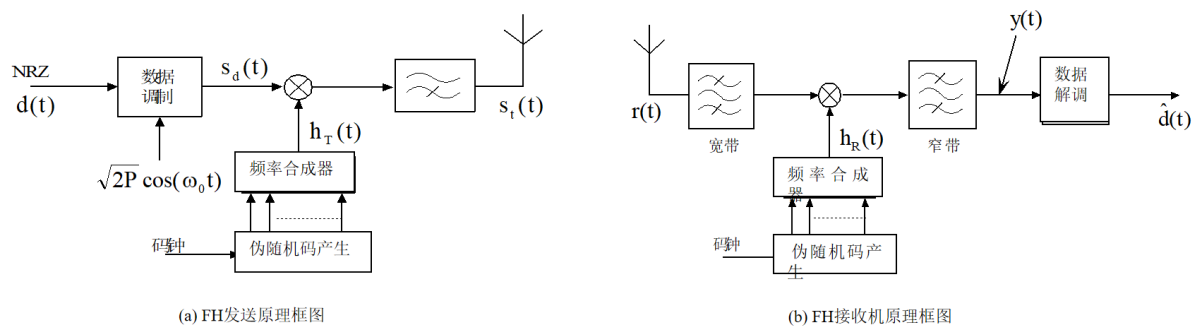 NRZ
d(t)
数据
调制
s_d(t)
h_T(t)
s_t(t)
√2P cos(ω₀t)
频率合成器
码钟
伪随机码产生
(a) FH发送原理框图
r(t)
宽带
h_R(t)
窄带
y(t)
数据
解调
d̂(t)
频率合成
器
码钟
伪随机码产
生
(b) FH接收机原理框图